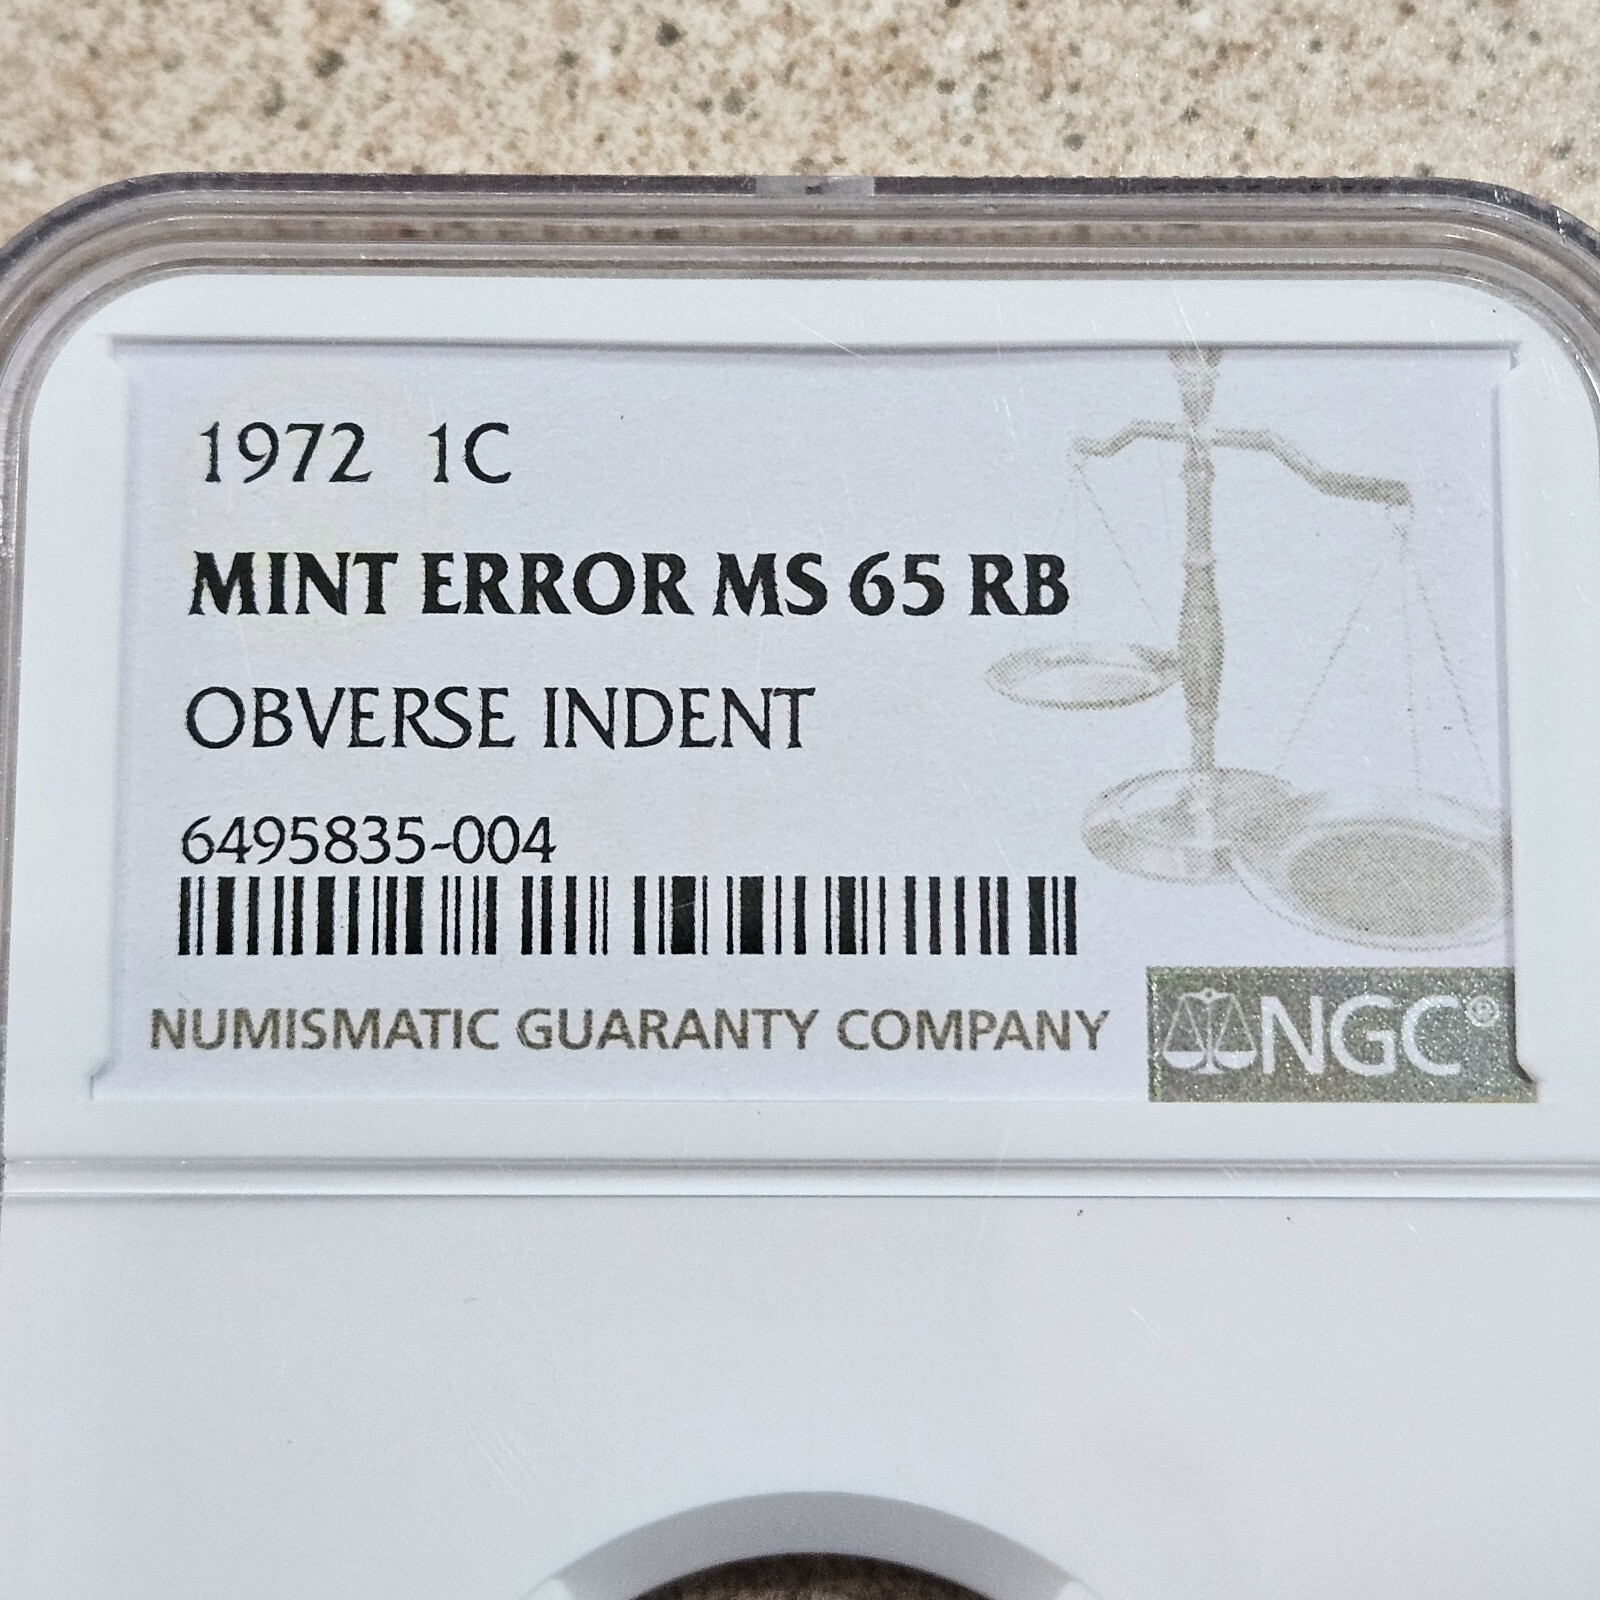 1972 1C
MINT ERROR MS 65 RB
OBVERSE INDENT
6495835-004
NUMISMATIC GUARANTY COMPANY
NGC®